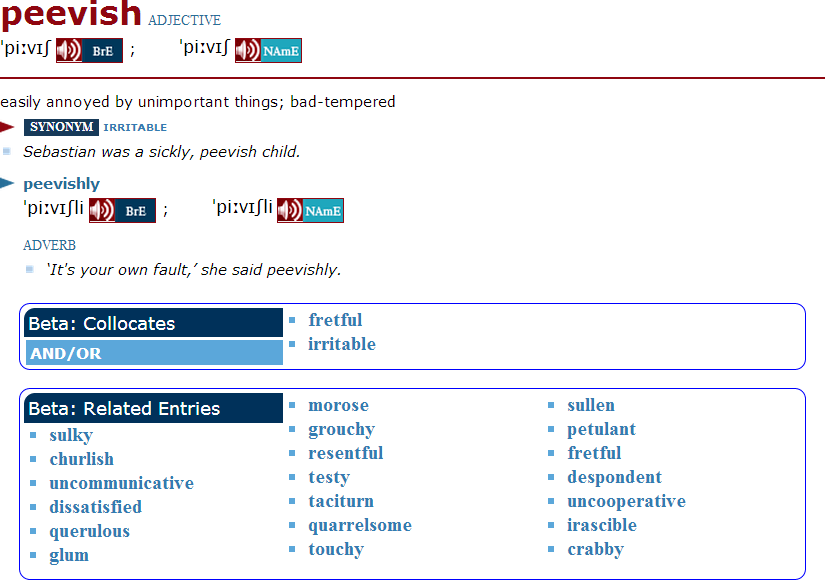 peevish ADJECTIVE
ˈpiːvɪʃ BrE ; ˈpiːvɪʃ NAmE
easily annoyed by unimportant things; bad-tempered
SYNONYM IRRITABLE
Sebastian was a sickly, peevish child.
peevishly
ˈpiːvɪʃli BrE ; ˈpiːvɪʃli NAmE
ADVERB
‘It's your own fault,’ she said peevishly.
Beta: Collocates
AND/OR
fretful
irritable
Beta: Related Entries
sulky
churlish
uncommunicative
dissatisfied
querulous
glum
morose
grouchy
resentful
testy
taciturn
quarrelsome
touchy
sullen
petulant
fretful
despondent
uncooperative
irascible
crabby